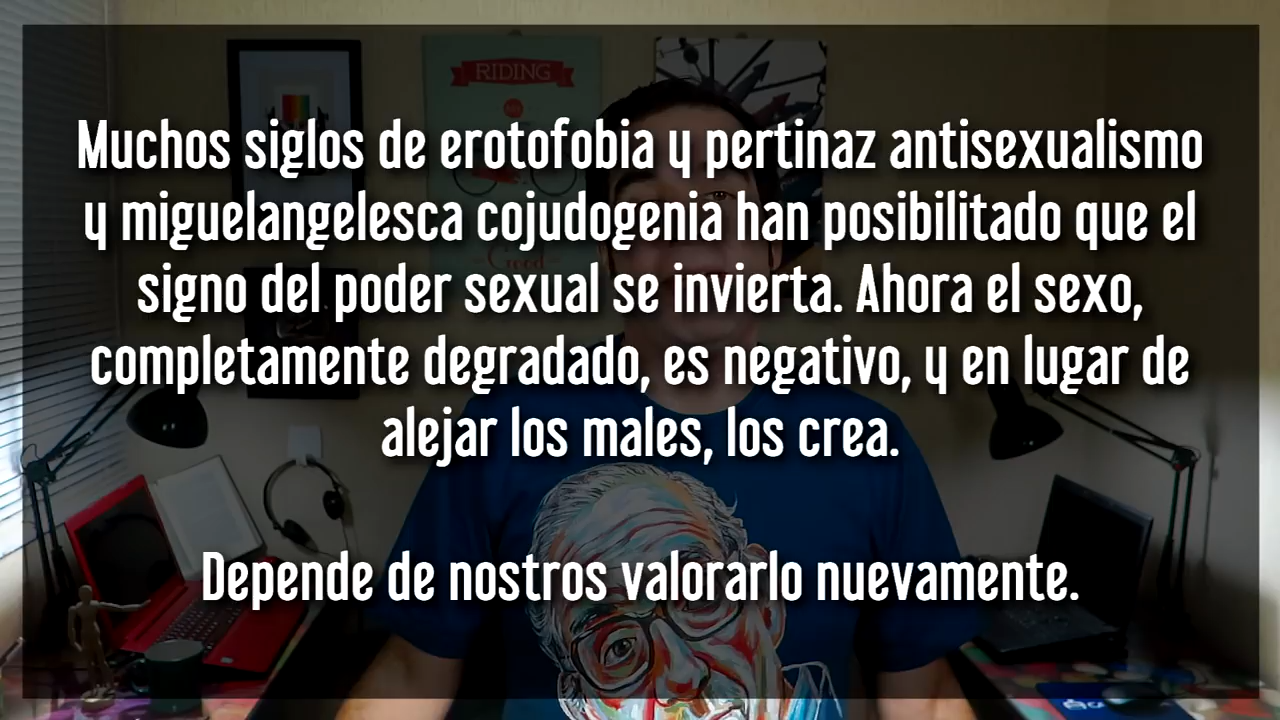 RIDING
Muchos siglos de erotofobia y pertinaz antisexualismo
y miguelangelesca cojudogenia han posibilitado que el
signo del poder sexual se invierta. Ahora el sexo,
Good
completamente degradado, es negativo, y en lugar de
alejar los males, los crea.
Depende de nostros valorarlo nuevamente.